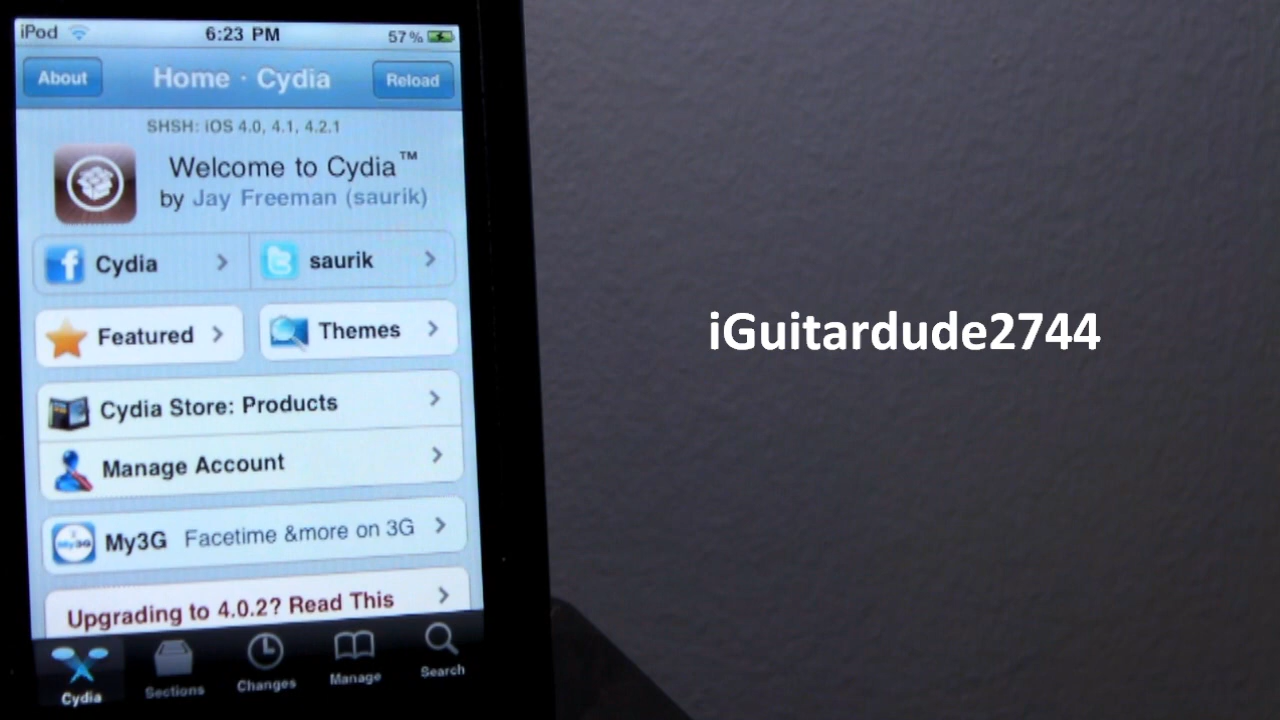 iPod 6:23 PM 57%
About Home · Cydia Reload
SHSH: iOS 4.0, 4.1, 4.2.1
Welcome to Cydia™
by Jay Freeman (saurik)
f Cydia t saurik
Featured Themes
Cydia Store: Products
Manage Account
My3G My3G Facetime &more on 3G
Upgrading to 4.0.2? Read This
Cydia Sections Changes Manage Search
iGuitardude2744